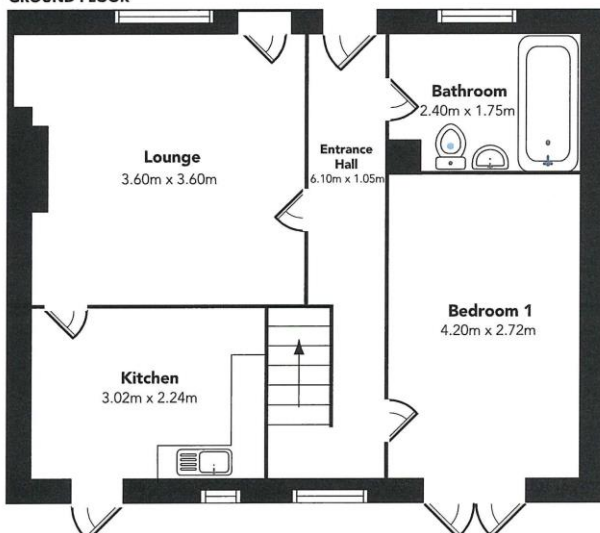 GROUND FLOOR
Lounge
3.60m x 3.60m
Entrance
Hall
6.10m x 1.05m
Bathroom
2.40m x 1.75m
Bedroom 1
4.20m x 2.72m
Kitchen
3.02m x 2.24m